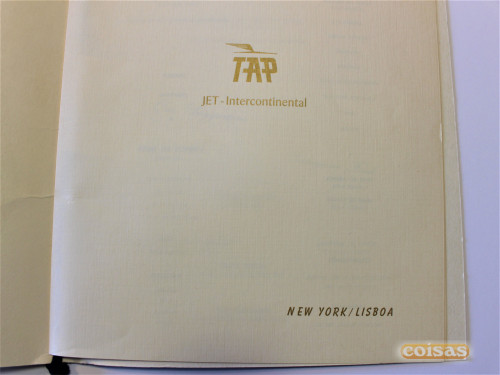 TAP
JET - Intercontinental
NEW YORK/LISBOA
coisas